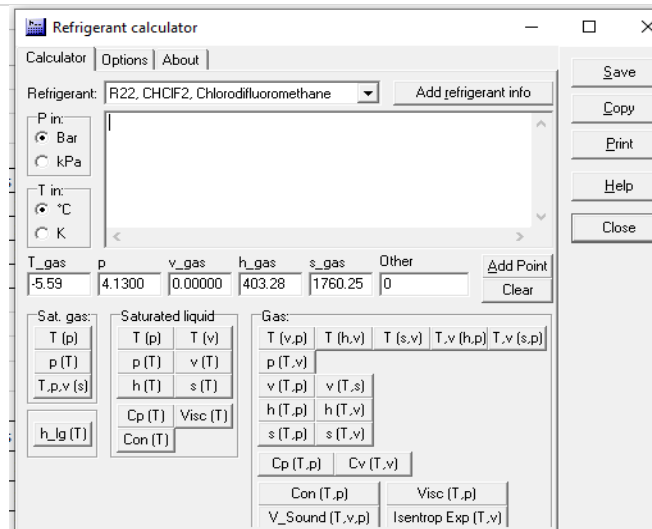 Refrigerant calculator
Calculator Options About
Refrigerant: R22, CHClF2, Chlorodifluoromethane Add refrigerant info
P in:
Bar
kPa
T in:
°C
K
Save
Copy
Print
Help
Close
T_gas p v_gas h_gas s_gas Other
-5.59 4.1300 0.00000 403.28 1760.25 0
Add Point
Clear
Sat. gas:
T (p)
p (T)
T,p,v (s)
h_lg (T)
Saturated liquid
T (p) T (v)
p (T) v (T)
h (T) s (T)
Cp (T) Visc (T)
Con (T)
Gas:
T (v,p) T (h,v) T (s,v) T,v (h,p) T,v (s,p)
p (T,v)
v (T,p) v (T,s)
h (T,p) h (T,v)
s (T,p) s (T,v)
Cp (T,p) Cv (T,v)
Con (T,p) Visc (T,p)
V_Sound (T,v,p) Isentrop Exp (T,v)